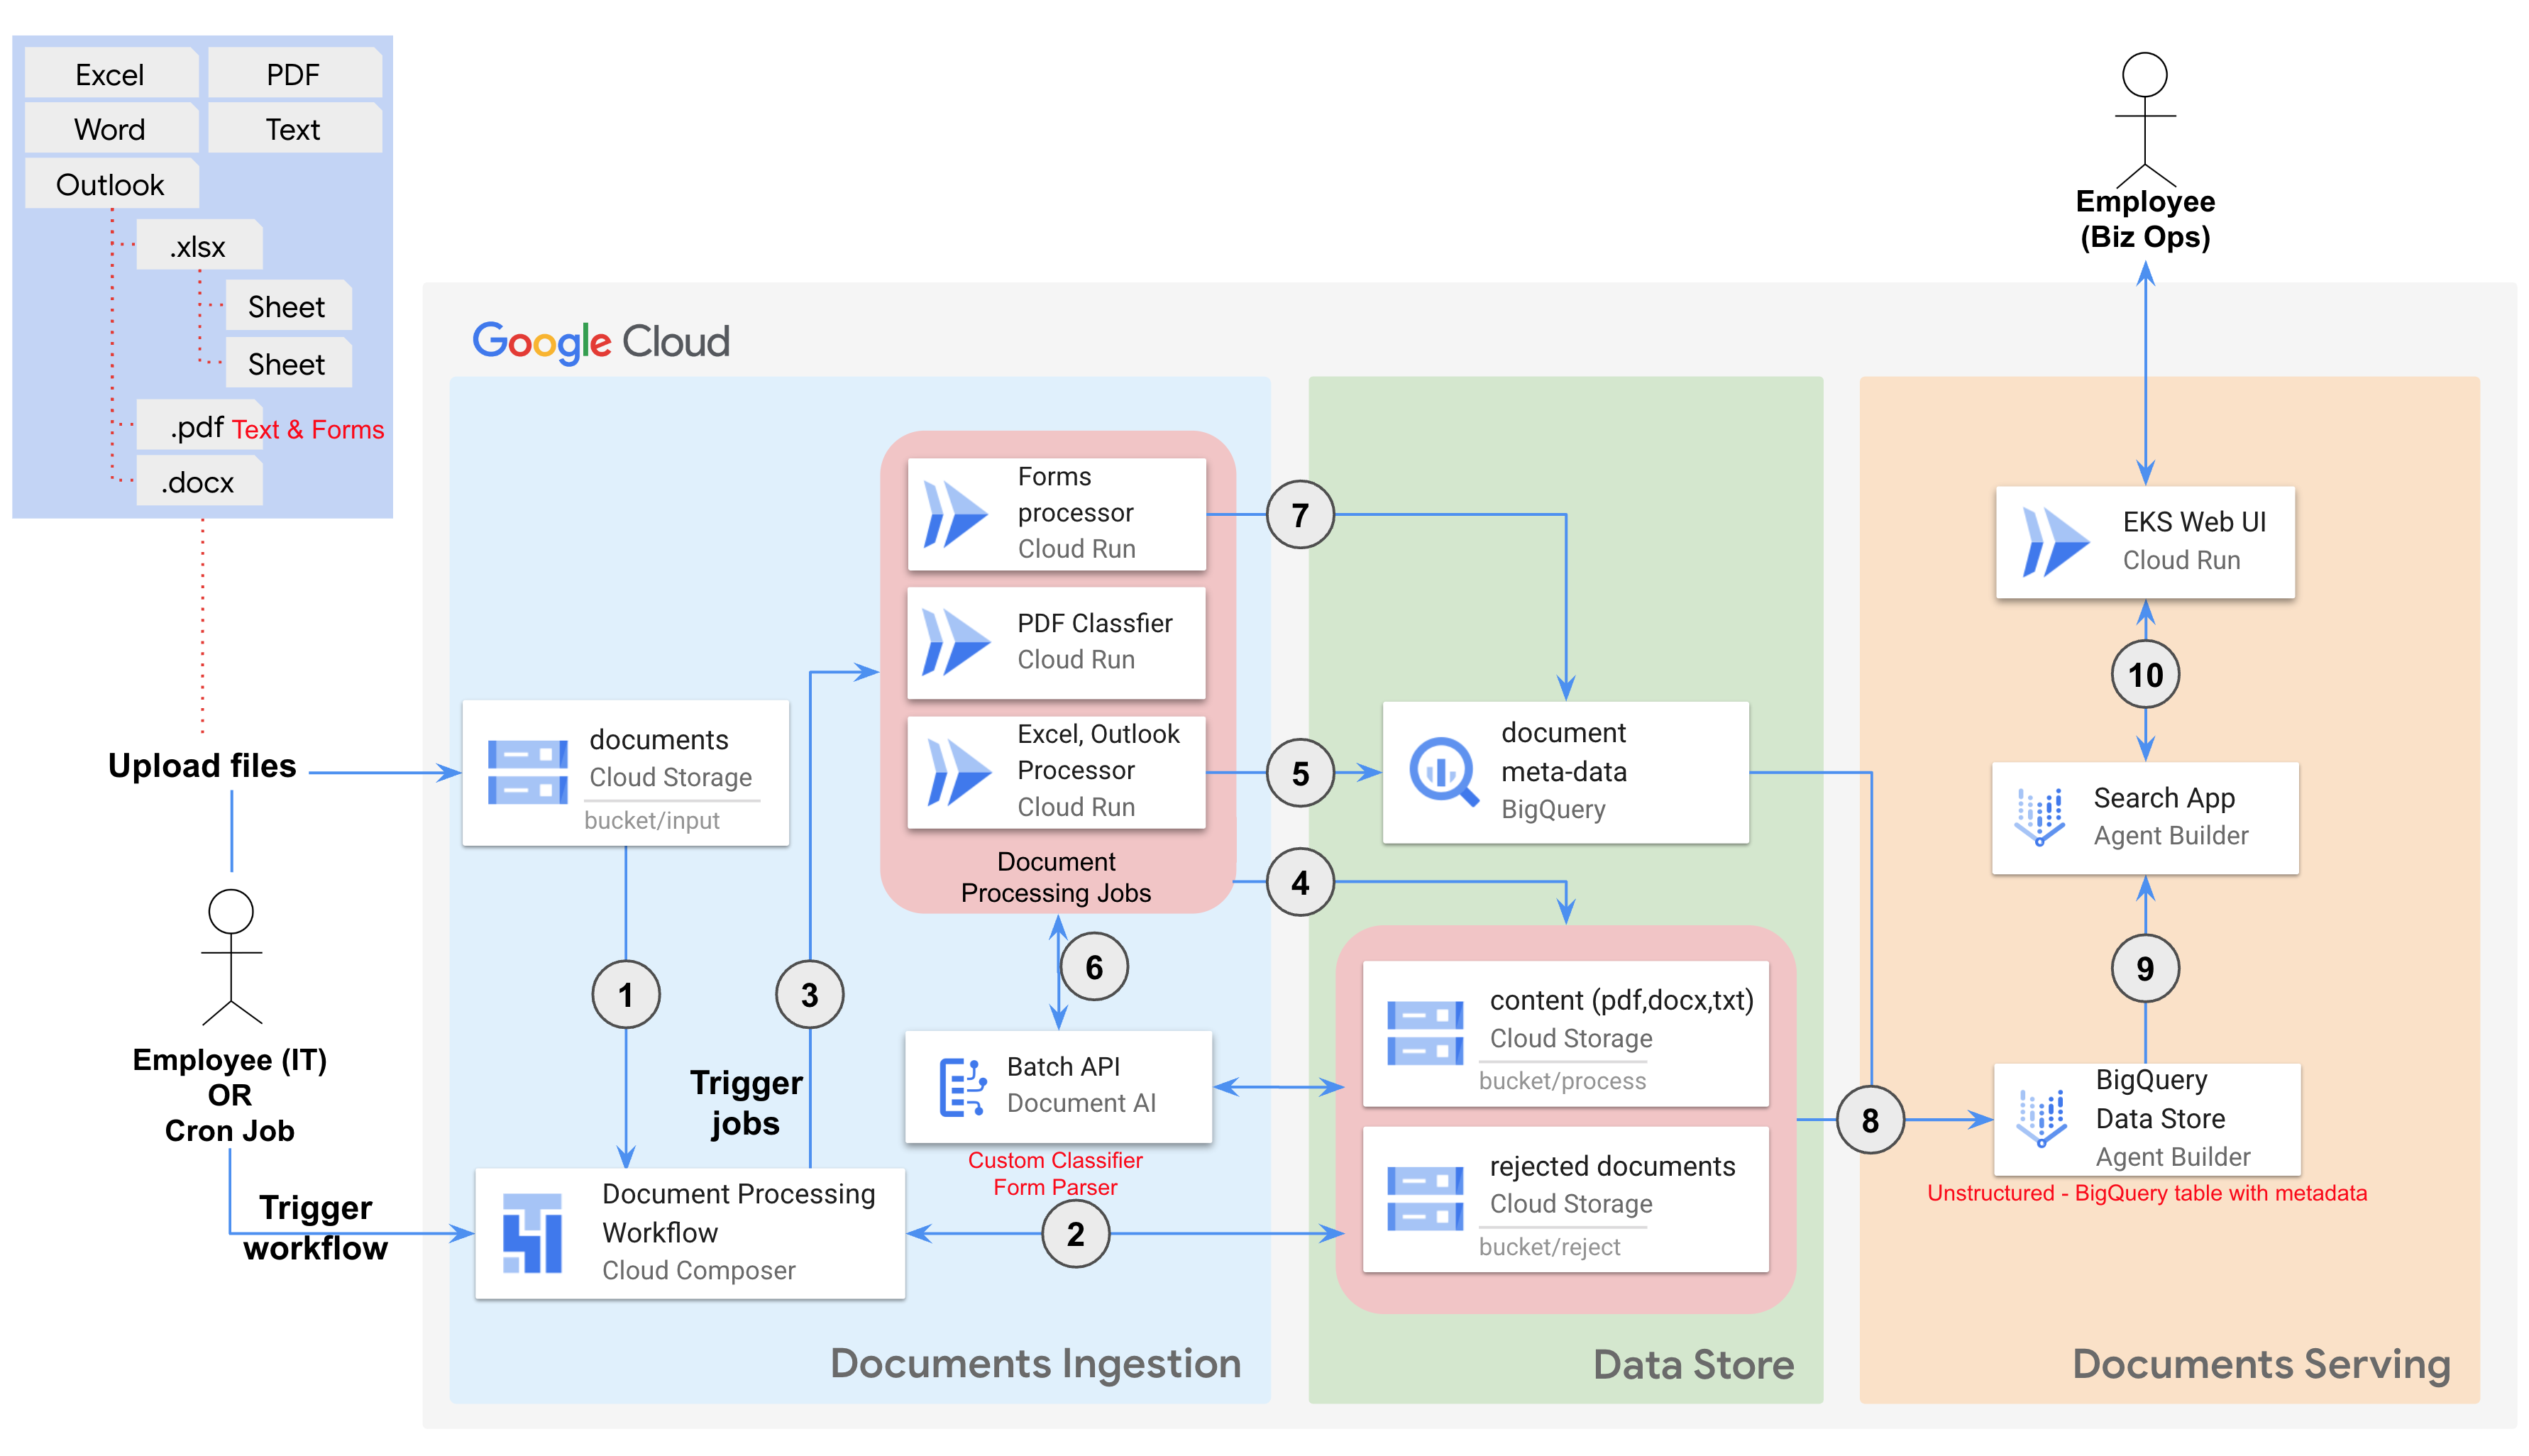 Excel
PDF
Word
Text
Outlook
.xlsx
Sheet
Sheet
.pdf
Text & Forms
.docx
Upload files
Employee (IT)
OR
Cron Job
Trigger
workflow
Google Cloud
documents
Cloud Storage
bucket/input
1
Document Processing
Workflow
Cloud Composer
Trigger
jobs
3
Forms
processor
Cloud Run
PDF Classfier
Cloud Run
Excel, Outlook
Processor
Cloud Run
Document
Processing Jobs
6
Batch API
Document AI
Custom Classifier
Form Parser
2
Documents Ingestion
7
5
4
document
meta-data
BigQuery
content (pdf,docx,txt)
Cloud Storage
bucket/process
rejected documents
Cloud Storage
bucket/reject
Data Store
8
Employee
(Biz Ops)
EKS Web UI
Cloud Run
10
Search App
Agent Builder
9
BigQuery
Data Store
Agent Builder
Unstructured - BigQuery table with metadata
Documents Serving